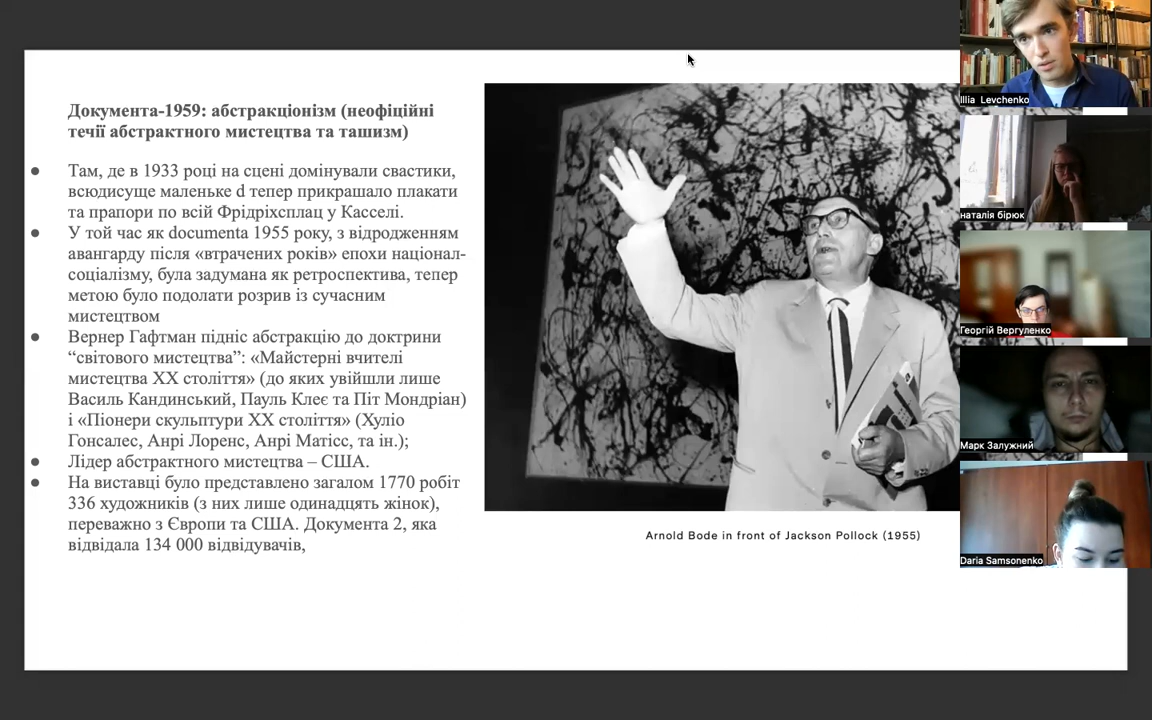 Документа-1959: абстракціонізм (неофіційні
течії абстрактного мистецтва та ташизм)
● Там, де в 1933 році на сцені домінували свастики,
всюдисуще маленьке d тепер прикрашало плакати
та прапори по всій Фрідріхсплац у Касселі.
● У той час як documenta 1955 року, з відродженням
авангарду після «втрачених років» епохи націонал-
соціалізму, була задумана як ретроспектива, тепер
метою було подолати розрив із сучасним
мистецтвом
● Вернер Гафтман підніс абстракцію до доктрини
“світового мистецтва”: «Майстерні вчителі
мистецтва XX століття» (до яких увійшли лише
Василь Кандинський, Пауль Клеє та Піт Мондріан)
і «Піонери скульптури XX століття» (Хуліо
Гонсалес, Анрі Лоренс, Анрі Матісс, та ін.);
● Лідер абстрактного мистецтва – США.
● На виставці було представлено загалом 1770 робіт
336 художників (з них лише одинадцять жінок),
переважно з Європи та США. Документа 2, яка
відвідала 134 000 відвідувачів,
Arnold Bode in front of Jackson Pollock (1955)
Illia Levchenko
наталія бірюк
Георгій Вергуленко
Марк Залужний
Daria Samsonenko